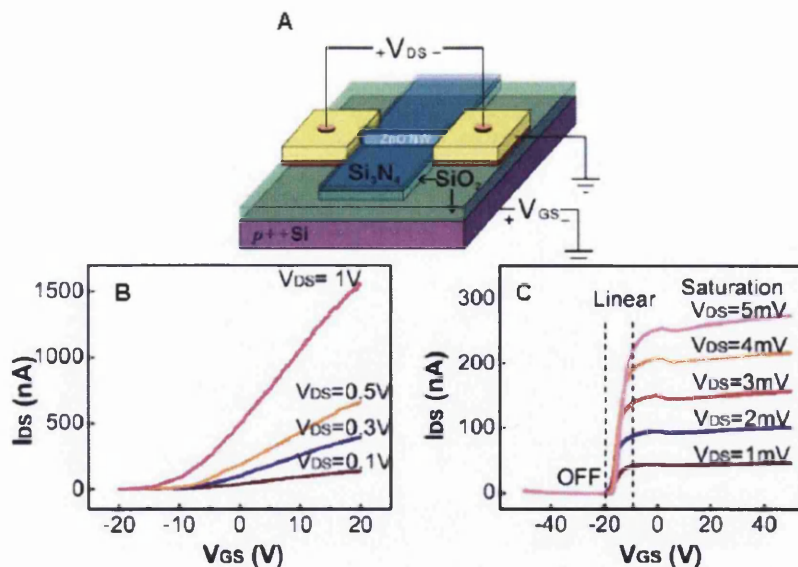 A
+VDS−
ZnO NW
Si₃N₄
SiO₂
+VGS−
p++Si
B
VDS= 1V
VDS=0.5V
VDS=0.3V
VDS=0.1V
IDS (nA)
1500
1000
500
0
-20
-10
0
10
20
VGS (V)
C
Saturation
Linear
VDS=5mV
VDS=4mV
VDS=3mV
VDS=2mV
VDS=1mV
OFF
IDS (nA)
300
200
100
0
-40
-20
0
20
40
VGS (V)